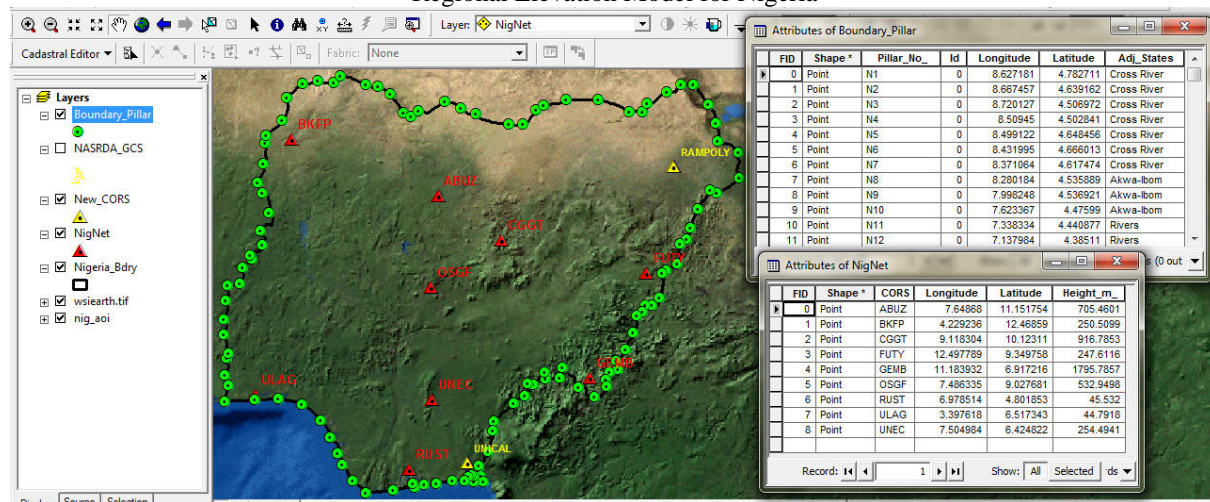 Regional Elevation Model for Nigeria
Layer: NigNet
Cadastral Editor Fabric: None
Layers
Boundary_Pillar
NASRDA_GCS
New_CORS
NigNet
Nigeria_Bdry
wsiearth.tif
nig_aoi
Source Selection
BKFP
RAMPOLY
ABUZ
CGGT
FUTY
OSGF
GEMB
ULAG
UNEC
UNICAL
RUST
Attributes of Boundary_Pillar
FID Shape * Pillar_No_ Id Longitude Latitude Adj_States
0 Point N1 0 8.627181 4.782711 Cross River
1 Point N2 0 8.667457 4.639162 Cross River
2 Point N3 0 8.720127 4.506972 Cross River
3 Point N4 0 8.50945 4.502841 Cross River
4 Point N5 0 8.499122 4.648456 Cross River
5 Point N6 0 8.431995 4.666013 Cross River
6 Point N7 0 8.371064 4.617474 Cross River
7 Point N8 0 8.280184 4.535889 Akwa-Ibom
8 Point N9 0 7.998248 4.536921 Akwa-Ibom
9 Point N10 0 7.623367 4.47599 Akwa-Ibom
10 Point N11 0 7.338334 4.440877 Rivers
11 Point N12 0 7.137984 4.38511 Rivers
(0 out
Attributes of NigNet
FID Shape * CORS Longitude Latitude Height_m_
0 Point ABUZ 7.64868 11.151754 705.4601
1 Point BKFP 4.229236 12.46859 250.5099
2 Point CGGT 9.118304 10.12311 916.7853
3 Point FUTY 12.497789 9.349758 247.6116
4 Point GEMB 11.183932 6.917216 1795.7857
5 Point OSGF 7.486335 9.027681 532.9498
6 Point RUST 6.978514 4.801853 45.532
7 Point ULAG 3.397618 6.517343 44.7918
8 Point UNEC 7.504984 6.424822 254.4941
Record: 1 Show: All Selected